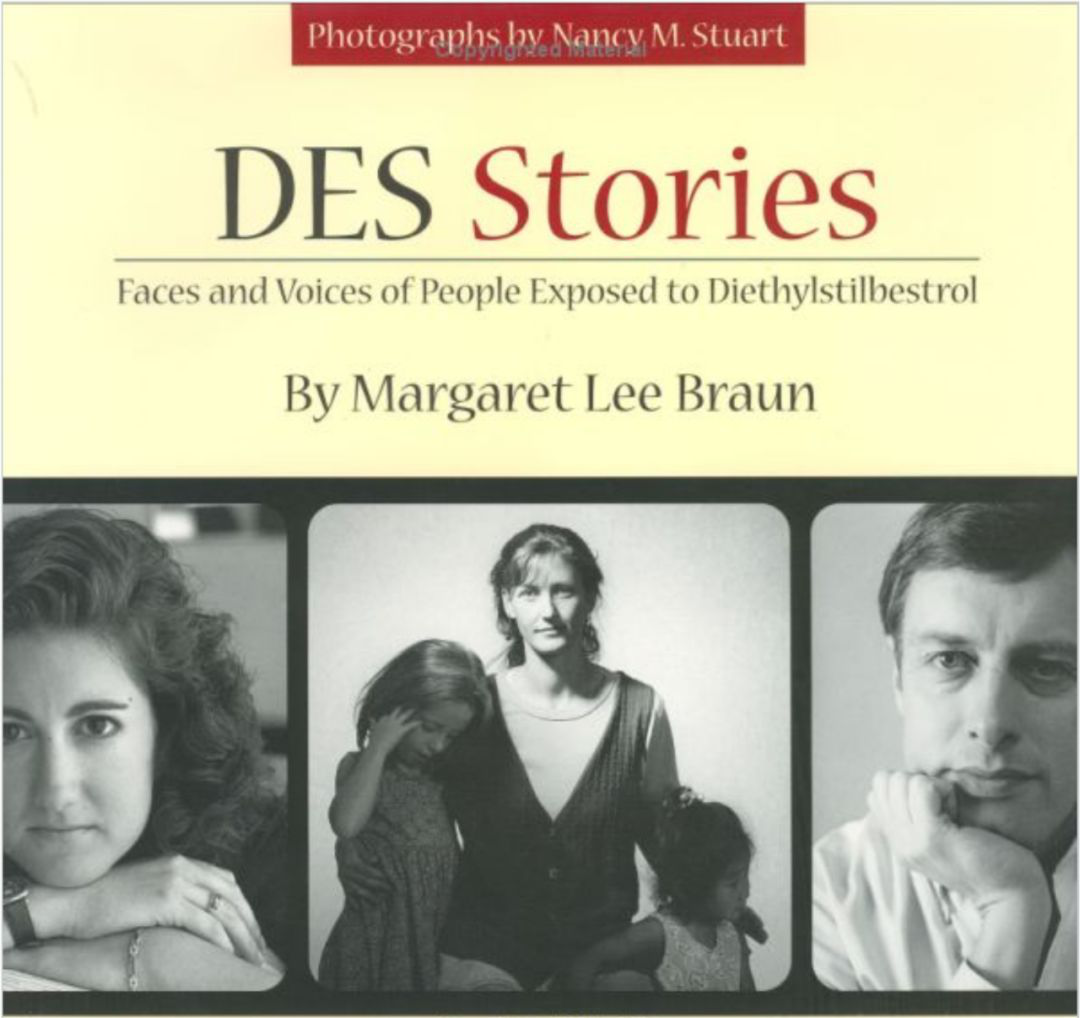 Photographs by Nancy M. Stuart
Copyrighted Material
DES Stories
Faces and Voices of People Exposed to Diethylstilbestrol
By Margaret Lee Braun